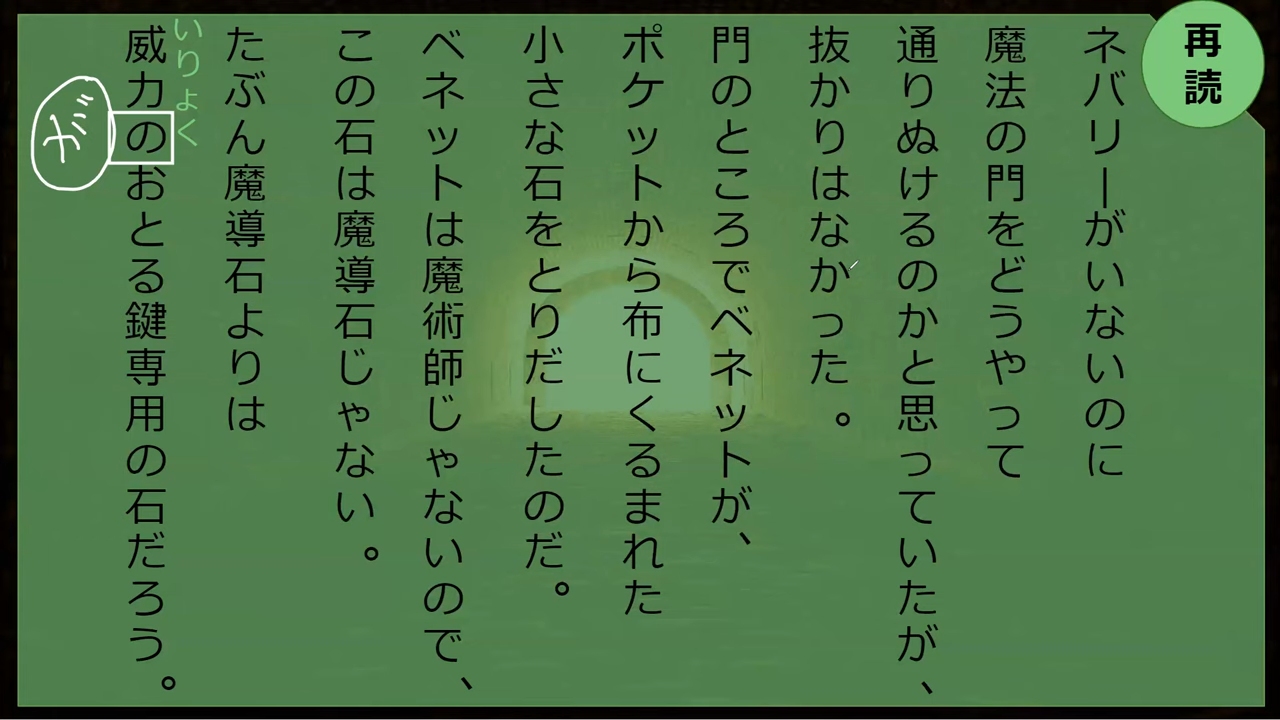 再読
ネバリーがいないのに
魔法の門をどうやって
通りぬけるのかと思っていたが、
抜かりはなかった。
門のところでベネットが、
ポケットから布にくるまれた
小さな石をとりだしたのだ。
ベネットは魔術師じゃないので、
この石は魔導石じゃない。
たぶん魔導石よりは
いりょく
威力のおとる鍵専用の石だろう。
が